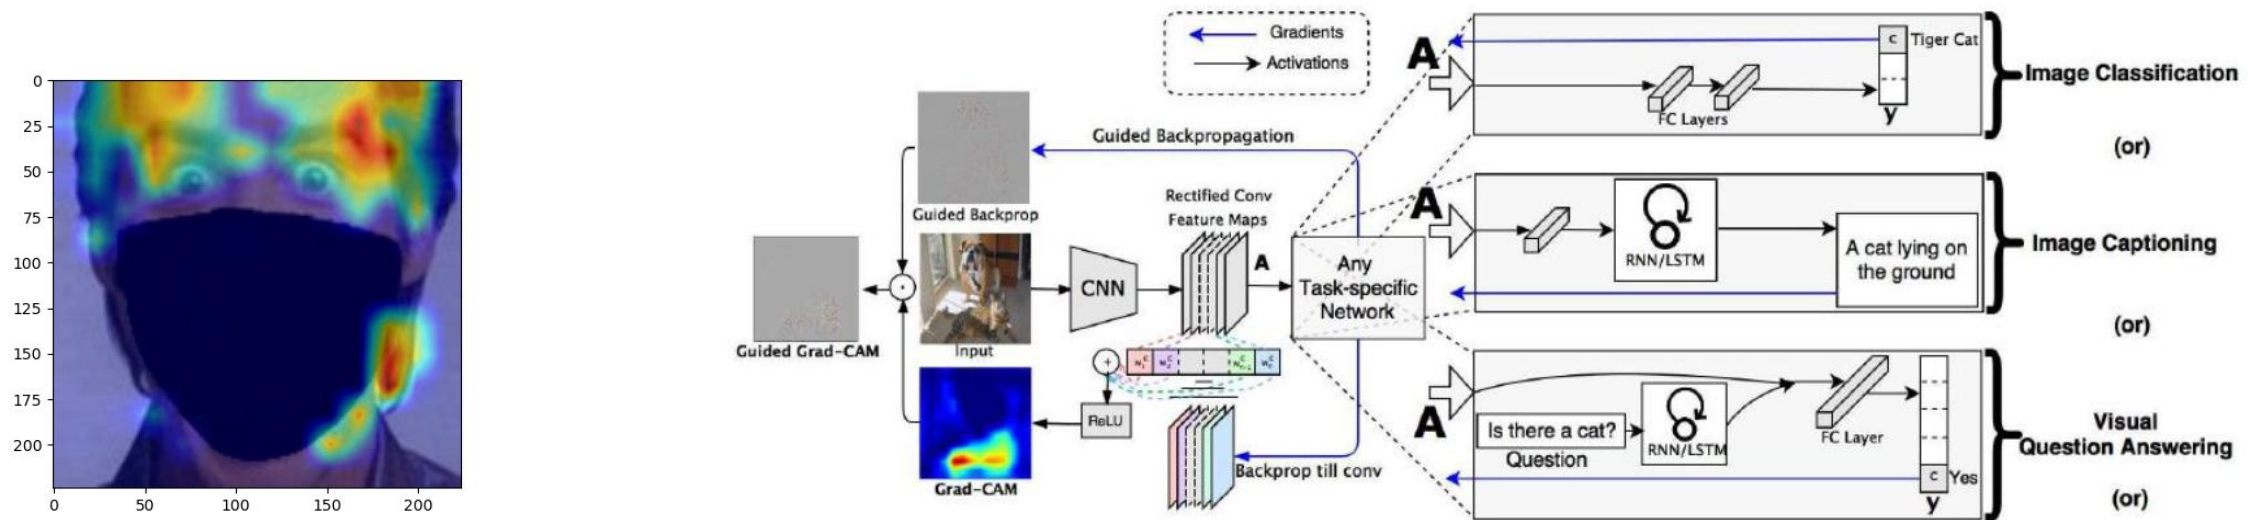 0
25
50
75
100
125
150
175
200
0 50 100 150 200
Gradients
Activations
Guided Backpropagation
Guided Backprop
Rectified Conv
Feature Maps
Guided Grad-CAM
Input
CNN
A
Any
Task-specific
Network
ReLU
Grad-CAM
Backprop till conv
A
FC Layers
c Tiger Cat
y
Image Classification
(or)
A
RNN/LSTM
A cat lying on
the ground
Image Captioning
(or)
A
Is there a cat?
Question
RNN/LSTM
FC Layer
c Yes
y
Visual
Question Answering
(or)